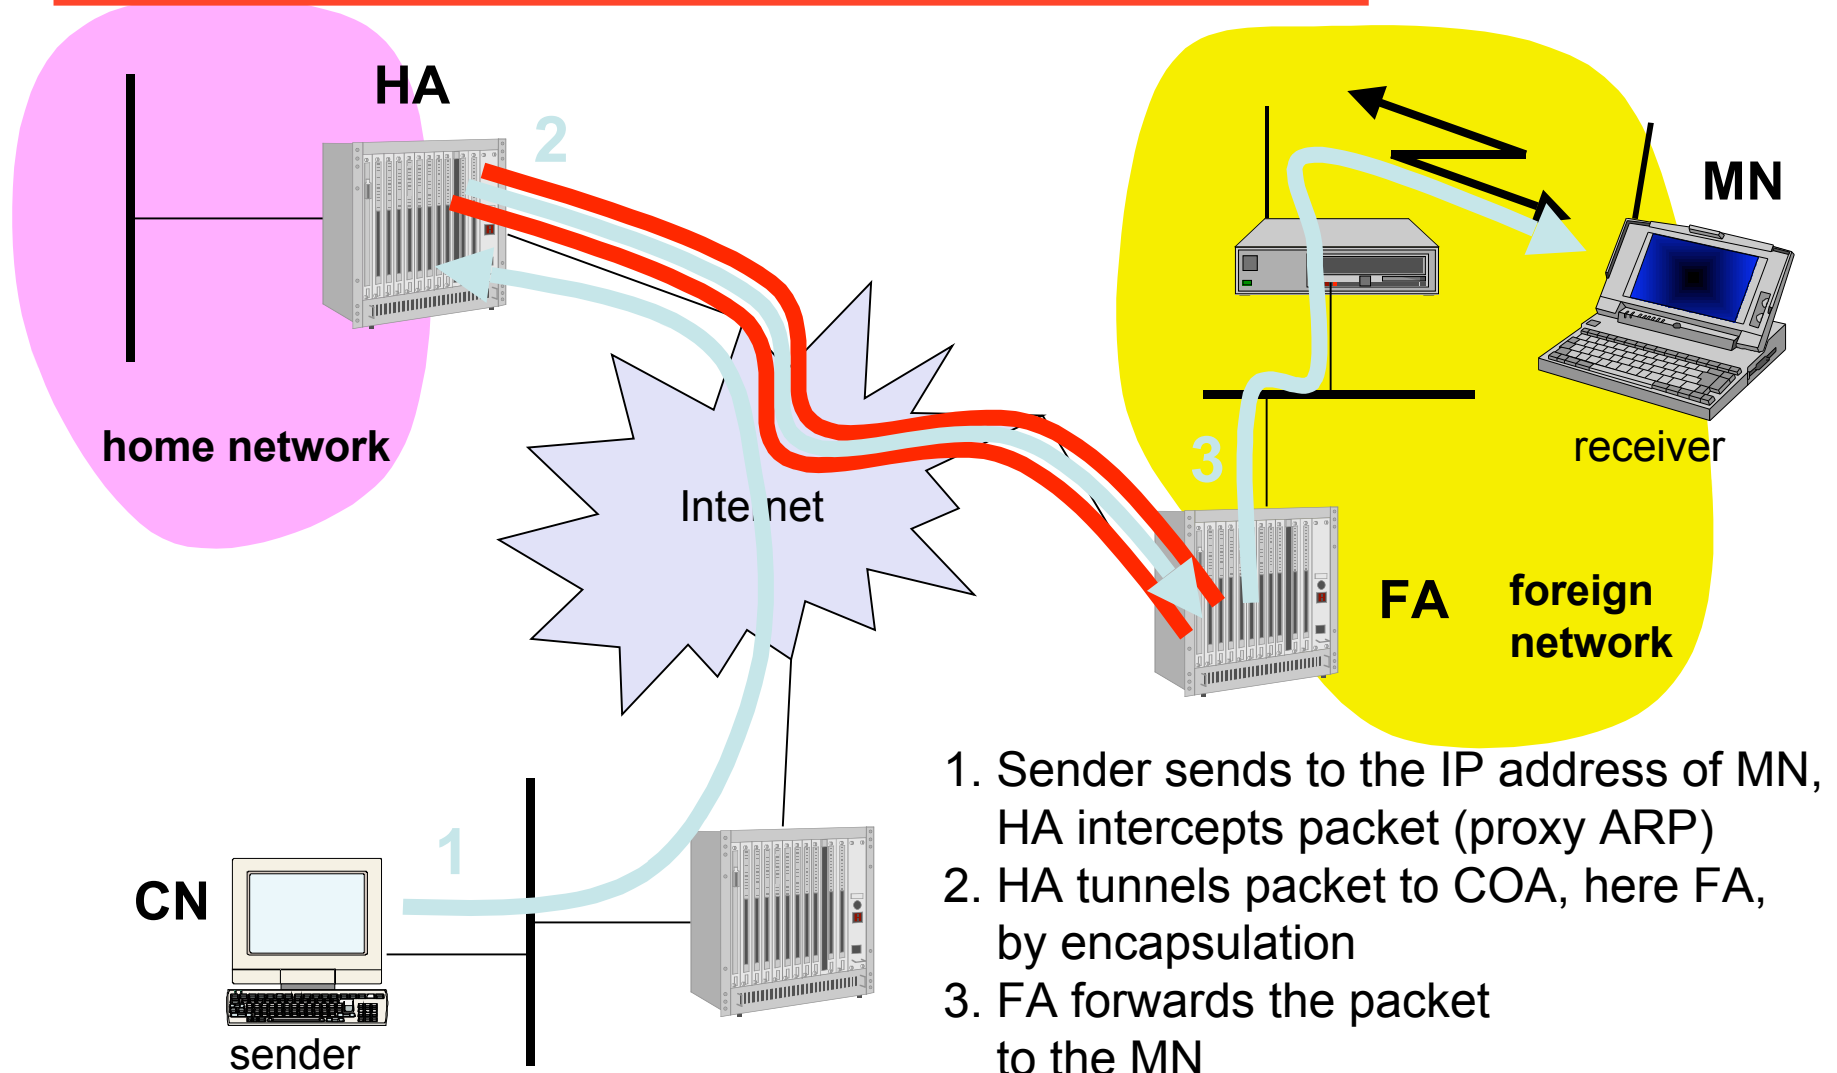 HA
2
MN
home network
receiver
3
Internet
FA
foreign
network
1
CN
sender
1. Sender sends to the IP address of MN,
HA intercepts packet (proxy ARP)
2. HA tunnels packet to COA, here FA,
by encapsulation
3. FA forwards the packet
to the MN